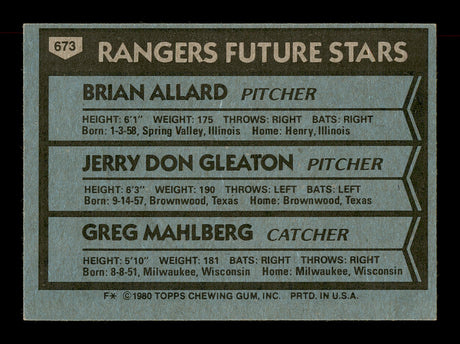 673
RANGERS FUTURE STARS
BRIAN ALLARD PITCHER
HEIGHT: 6'1" WEIGHT: 175 THROWS: RIGHT BATS: RIGHT
Born: 1-3-58, Spring Valley, Illinois Home: Henry, Illinois
JERRY DON GLEATON PITCHER
HEIGHT: 6'3" WEIGHT: 190 THROWS: LEFT BATS: LEFT
Born: 9-14-57, Brownwood, Texas Home: Brownwood, Texas
GREG MAHLBERG CATCHER
HEIGHT: 5'10" WEIGHT: 181 BATS: RIGHT THROWS: RIGHT
Born: 8-8-51, Milwaukee, Wisconsin Home: Milwaukee, Wisconsin
F* © 1980 TOPPS CHEWING GUM, INC. PRTD. IN U.S.A.